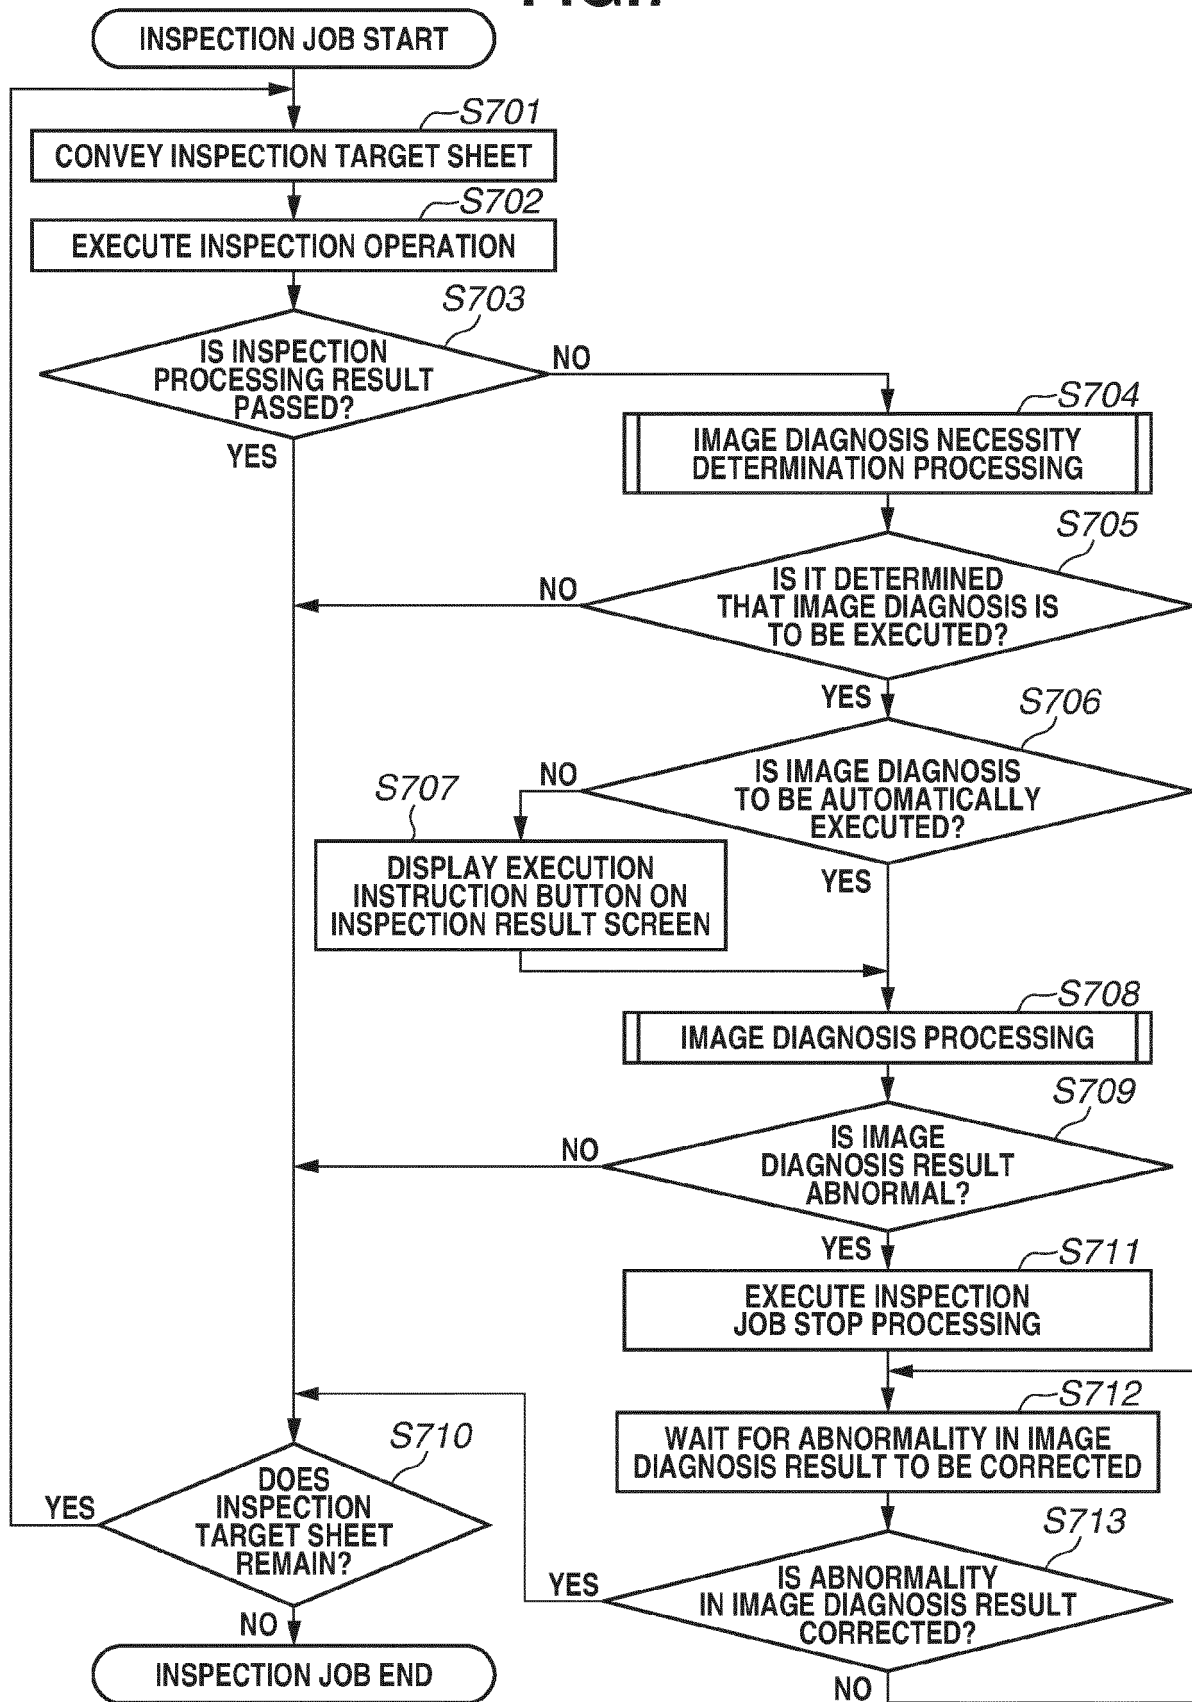 INSPECTION JOB START
S701
CONVEY INSPECTION TARGET SHEET
S702
EXECUTE INSPECTION OPERATION
S703
IS INSPECTION
PROCESSING RESULT
PASSED?
NO
YES
S704
IMAGE DIAGNOSIS NECESSITY
DETERMINATION PROCESSING
S705
IS IT DETERMINED
THAT IMAGE DIAGNOSIS IS
TO BE EXECUTED?
NO
YES
S706
IS IMAGE DIAGNOSIS
TO BE AUTOMATICALLY
EXECUTED?
NO
YES
S707
DISPLAY EXECUTION
INSTRUCTION BUTTON ON
INSPECTION RESULT SCREEN
S708
IMAGE DIAGNOSIS PROCESSING
S709
IS IMAGE
DIAGNOSIS RESULT
ABNORMAL?
NO
YES
S711
EXECUTE INSPECTION
JOB STOP PROCESSING
S712
WAIT FOR ABNORMALITY IN IMAGE
DIAGNOSIS RESULT TO BE CORRECTED
S713
IS ABNORMALITY
IN IMAGE DIAGNOSIS RESULT
CORRECTED?
YES
NO
S710
DOES
INSPECTION
TARGET SHEET
REMAIN?
YES
NO
INSPECTION JOB END